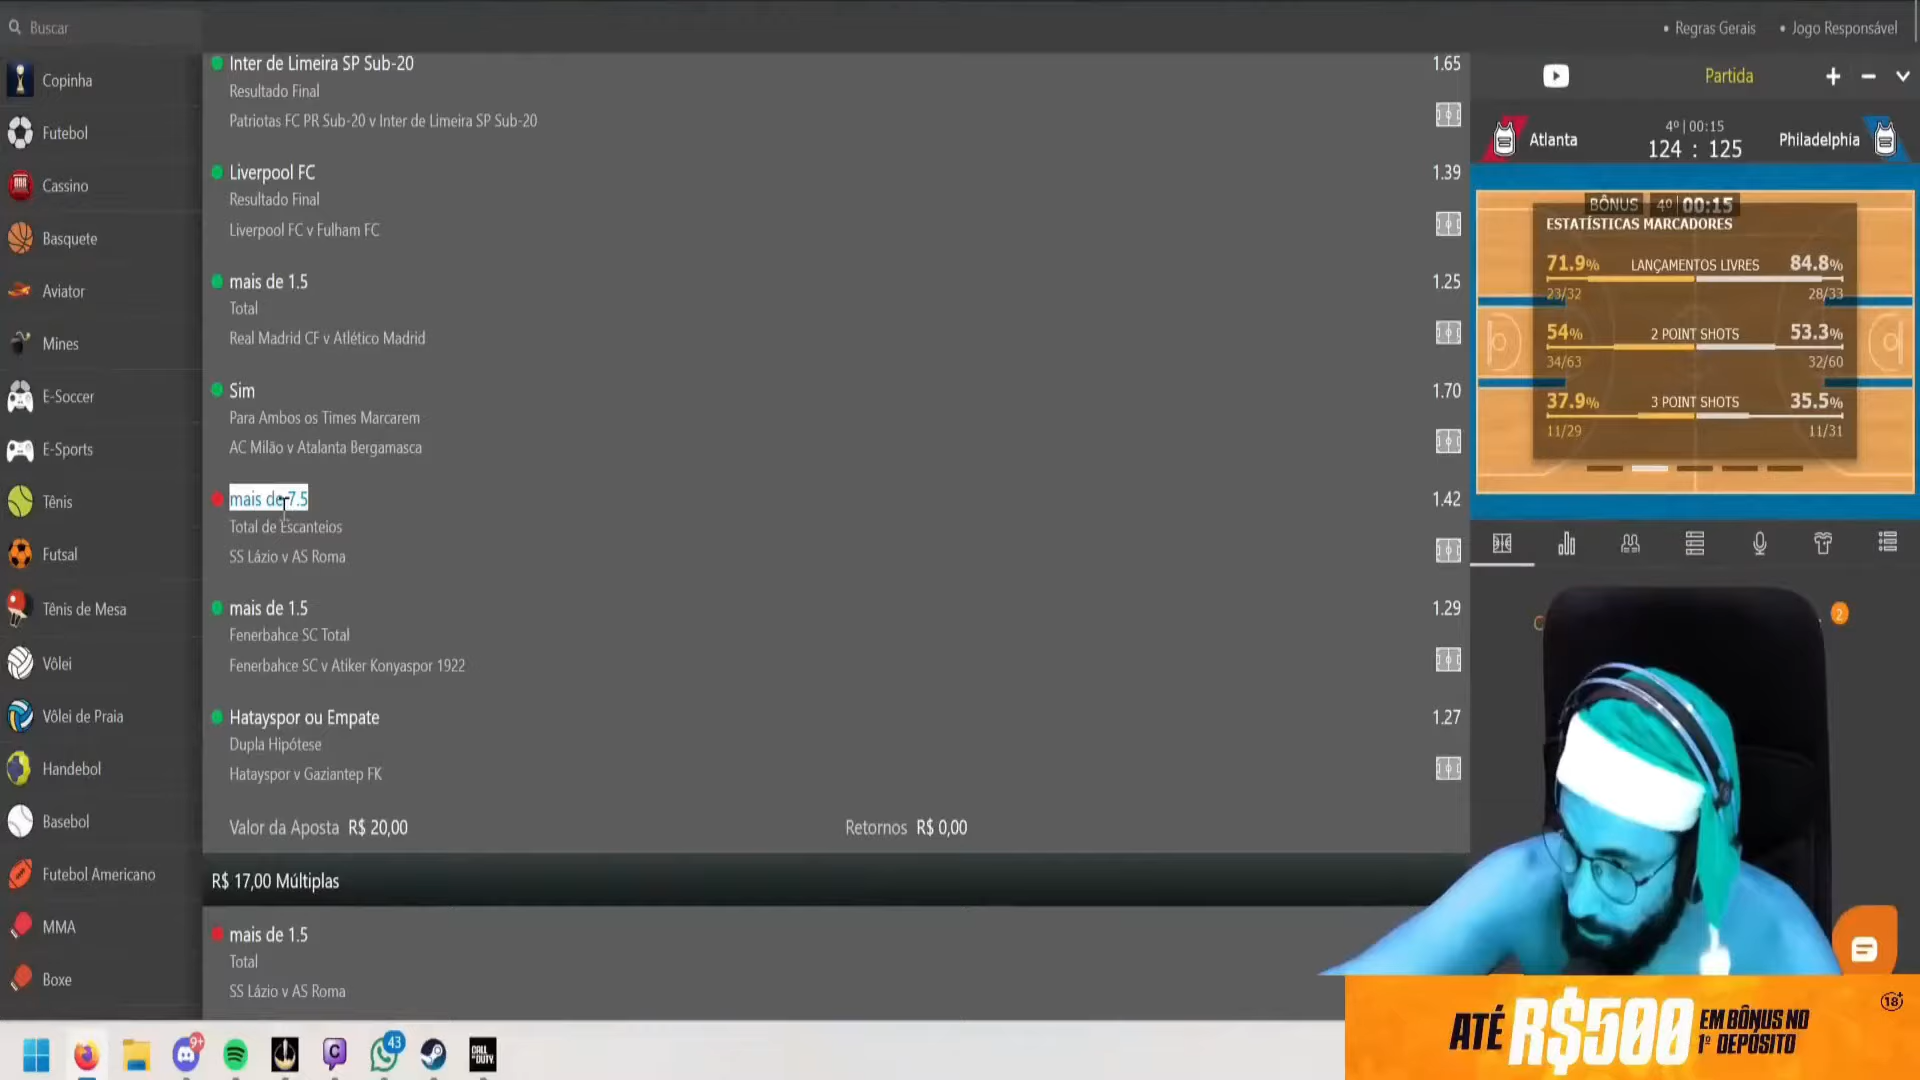 Buscar
Regras Gerais
Jogo Responsável
Copinha
Futebol
Cassino
Basquete
Aviator
Mines
E-Soccer
E-Sports
Tênis
Futsal
Tênis de Mesa
Vôlei
Vôlei de Praia
Handebol
Basebol
Futebol Americano
MMA
Boxe
Inter de Limeira SP Sub-20 1.65
Resultado Final
Patriotas FC PR Sub-20 v Inter de Limeira SP Sub-20
Liverpool FC 1.39
Resultado Final
Liverpool FC v Fulham FC
mais de 1.5 1.25
Total
Real Madrid CF v Atlético Madrid
Sim 1.70
Para Ambos os Times Marcarem
AC Milão v Atalanta Bergamasca
mais de 7.5 1.42
Total de Escanteios
SS Lázio v AS Roma
mais de 1.5 1.29
Fenerbahce SC Total
Fenerbahce SC v Atiker Konyaspor 1922
Hatayspor ou Empate 1.27
Dupla Hipótese
Hatayspor v Gaziantep FK
Valor da Aposta R$ 20,00 Retornos R$ 0,00
R$ 17,00 Múltiplas
mais de 1.5
Total
SS Lázio v AS Roma
Partida
4º | 00:15
Atlanta 124 : 125 Philadelphia
BÔNUS 4º 00:15
ESTATÍSTICAS MARCADORES
71.9% LANÇAMENTOS LIVRES 84.8%
23/32 28/33
54% 2 POINT SHOTS 53.3%
34/63 32/60
37.9% 3 POINT SHOTS 35.5%
11/29 11/31
2
ATÉ R$500 EM BÔNUS NO
1º DEPÓSITO
18+
9+
43
CALL OF DUTY